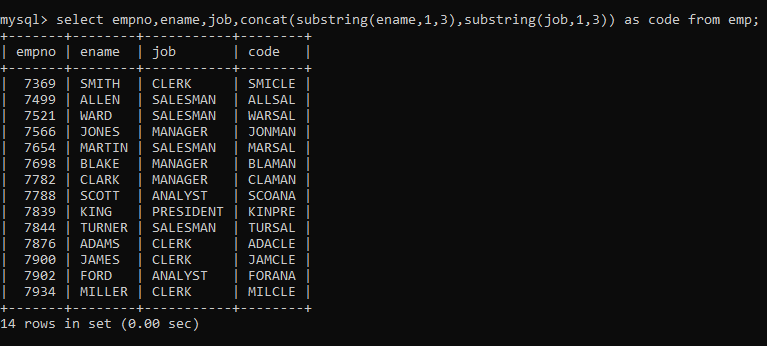 mysql> select empno,ename,job,concat(substring(ename,1,3),substring(job,1,3)) as code from emp;
+-------+--------+-----------+--------+
| empno | ename  | job       | code   |
+-------+--------+-----------+--------+
|  7369 | SMITH  | CLERK     | SMICLE |
|  7499 | ALLEN  | SALESMAN  | ALLSAL |
|  7521 | WARD   | SALESMAN  | WARSAL |
|  7566 | JONES  | MANAGER   | JONMAN |
|  7654 | MARTIN | SALESMAN  | MARSAL |
|  7698 | BLAKE  | MANAGER   | BLAMAN |
|  7782 | CLARK  | MANAGER   | CLAMAN |
|  7788 | SCOTT  | ANALYST   | SCOANA |
|  7839 | KING   | PRESIDENT | KINPRE |
|  7844 | TURNER | SALESMAN  | TURSAL |
|  7876 | ADAMS  | CLERK     | ADACLE |
|  7900 | JAMES  | CLERK     | JAMCLE |
|  7902 | FORD   | ANALYST   | FORANA |
|  7934 | MILLER | CLERK     | MILCLE |
+-------+--------+-----------+--------+
14 rows in set (0.00 sec)